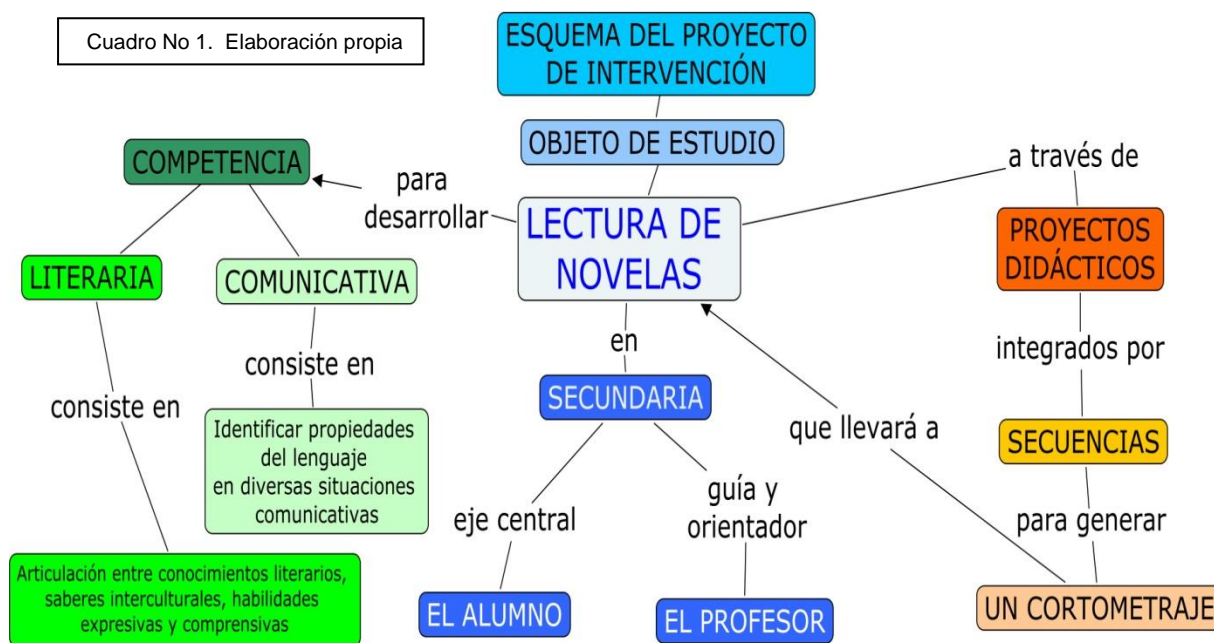 Cuadro No 1. Elaboración propia
ESQUEMA DEL PROYECTO
DE INTERVENCIÓN
OBJETO DE ESTUDIO
LECTURA DE
NOVELAS
para
desarrollar
COMPETENCIA
LITERARIA
consiste en
Articulación entre conocimientos literarios,
saberes interculturales, habilidades
expresivas y comprensivas
COMUNICATIVA
consiste en
Identificar propiedades
del lenguaje
en diversas situaciones
comunicativas
en
SECUNDARIA
eje central
EL ALUMNO
guía y
orientador
EL PROFESOR
a través de
PROYECTOS
DIDÁCTICOS
integrados por
SECUENCIAS
para generar
UN CORTOMETRAJE
que llevará a